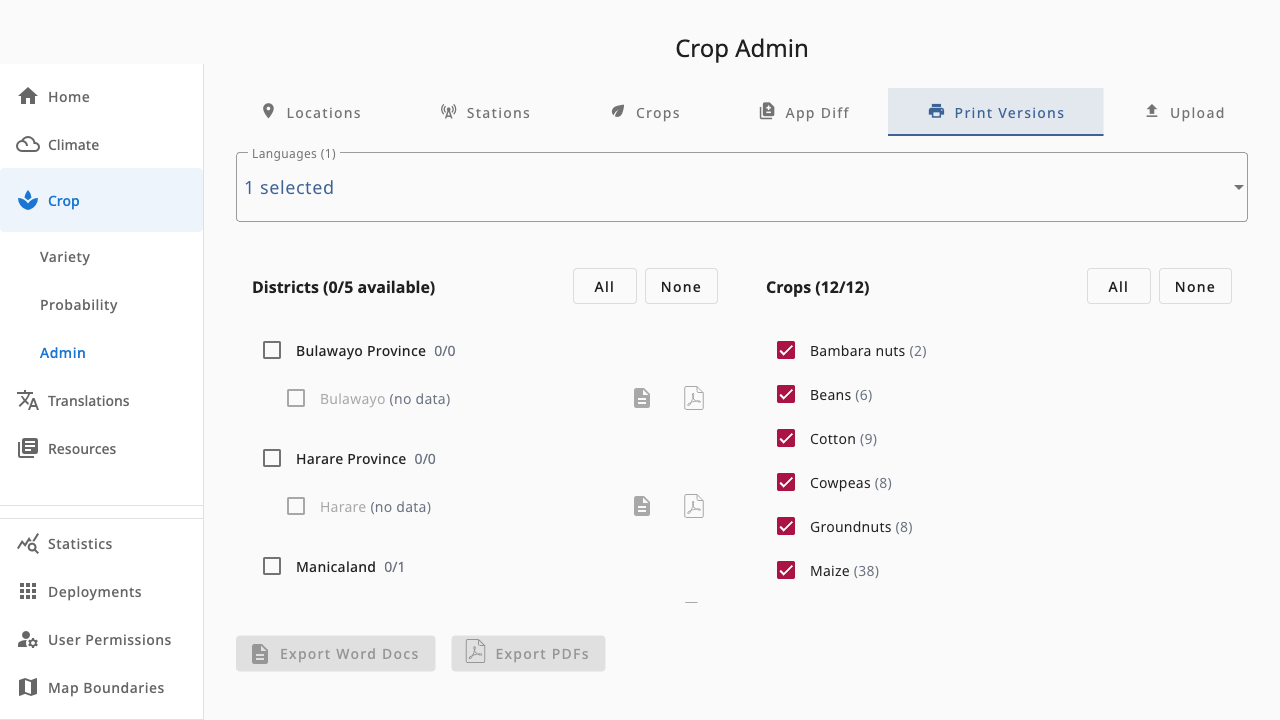 Crop Admin
Home
Climate
Crop
Variety
Probability
Admin
Translations
Resources
Statistics
Deployments
User Permissions
Map Boundaries
Locations
Stations
Crops
App Diff
Print Versions
Upload
Languages (1)
1 selected
Districts (0/5 available)
All
None
Bulawayo Province 0/0
Bulawayo (no data)
Harare Province 0/0
Harare (no data)
Manicaland 0/1
Crops (12/12)
All
None
Bambara nuts (2)
Beans (6)
Cotton (9)
Cowpeas (8)
Groundnuts (8)
Maize (38)
Export Word Docs
Export PDFs